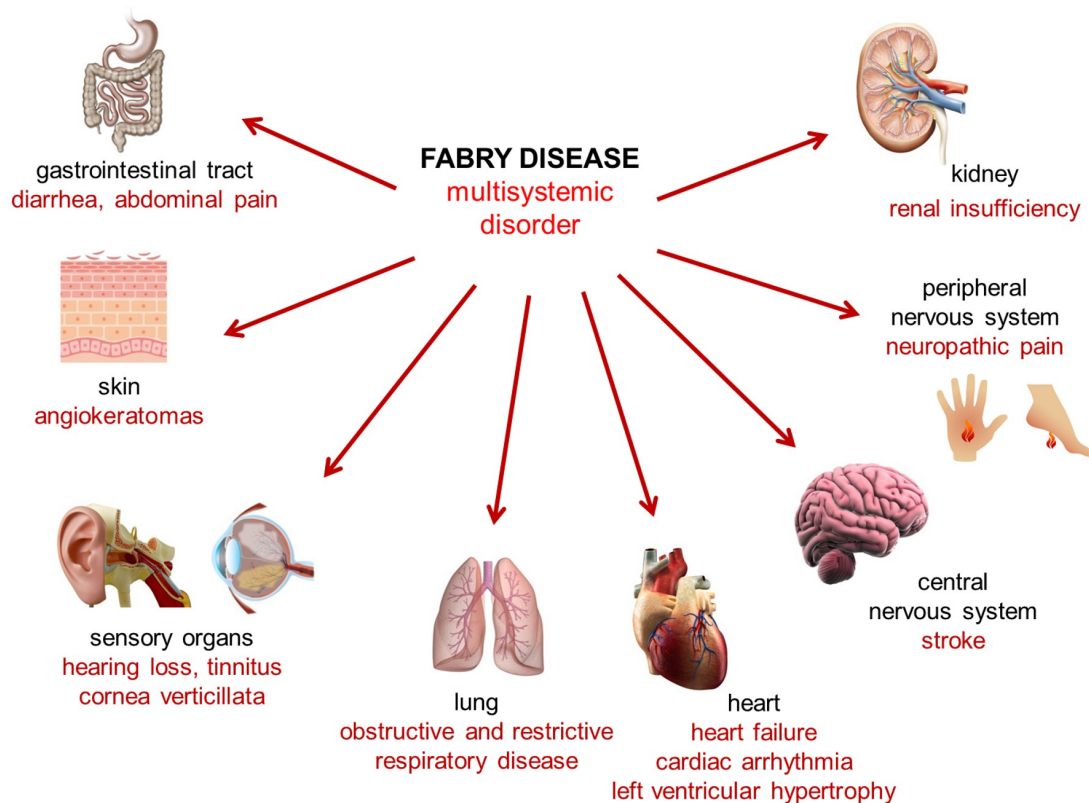 FABRY DISEASE
multisystemic
disorder
gastrointestinal tract
diarrhea, abdominal pain
skin
angiokeratomas
sensory organs
hearing loss, tinnitus
cornea verticillata
lung
obstructive and restrictive
respiratory disease
heart
heart failure
cardiac arrhythmia
left ventricular hypertrophy
central
nervous system
stroke
peripheral
nervous system
neuropathic pain
kidney
renal insufficiency